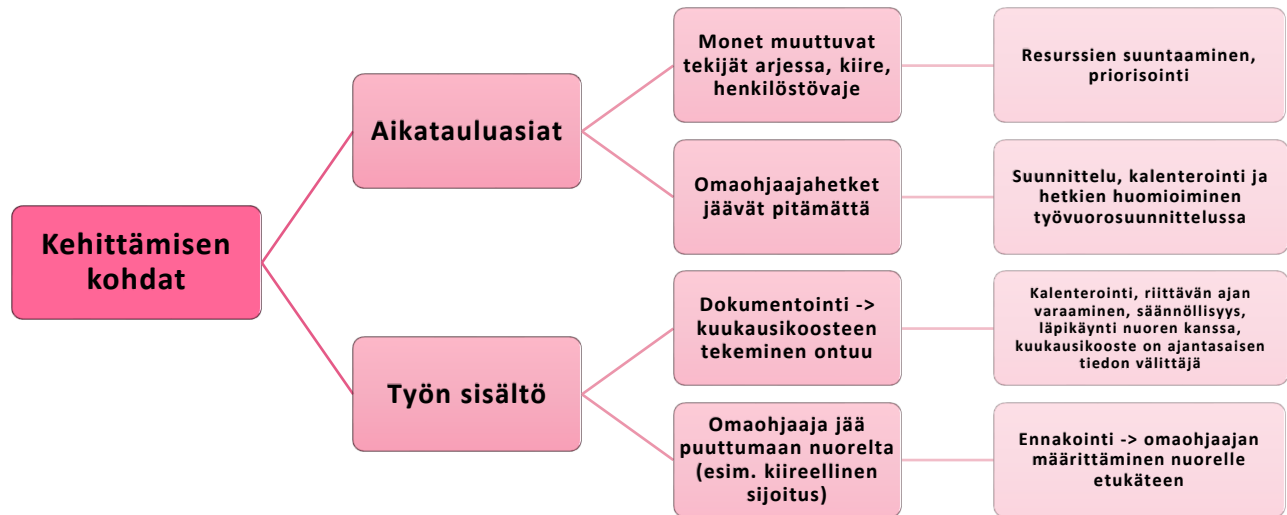 Kehittämisen
kohdat
Aikatauluasiat
Monet muuttuvat
tekijät arjessa, kiire,
henkilöstövaje
Resurssien suuntaaminen,
priorisointi
Omaohjaajahetket
jäävät pitämättä
Suunnittelu, kalenterointi ja
hetkien huomioiminen
työvuorosuunnittelussa
Työn sisältö
Dokumentointi ->
kuukausikoosteen
tekeminen ontuu
Kalenterointi, riittävän ajan
varaaminen, säännöllisyys,
läpikäynti nuoren kanssa,
kuukausikooste on ajantasaisen
tiedon välittäjä
Omaohjaaja jää
puuttumaan nuorelta
(esim. kiireellinen
sijoitus)
Ennakointi -> omaohjaajan
määrittäminen nuorelle
etukäteen